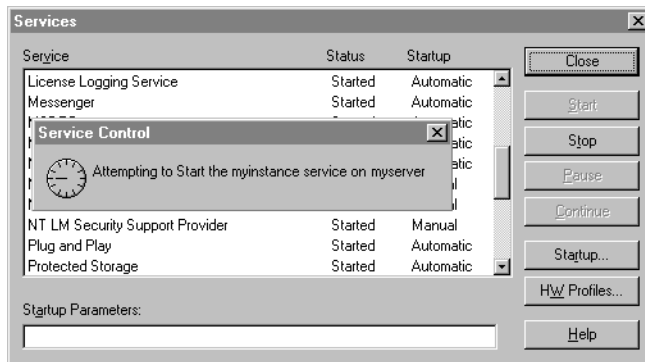 Services
Service Status Startup
License Logging Service Started Automatic
Messenger Started Automatic
Service Control
Attempting to Start the myinstance service on myserver
NT LM Security Support Provider Started Manual
Plug and Play Started Automatic
Protected Storage Started Automatic
Startup Parameters:
Close
Start
Stop
Pause
Continue
Startup...
HW Profiles...
Help